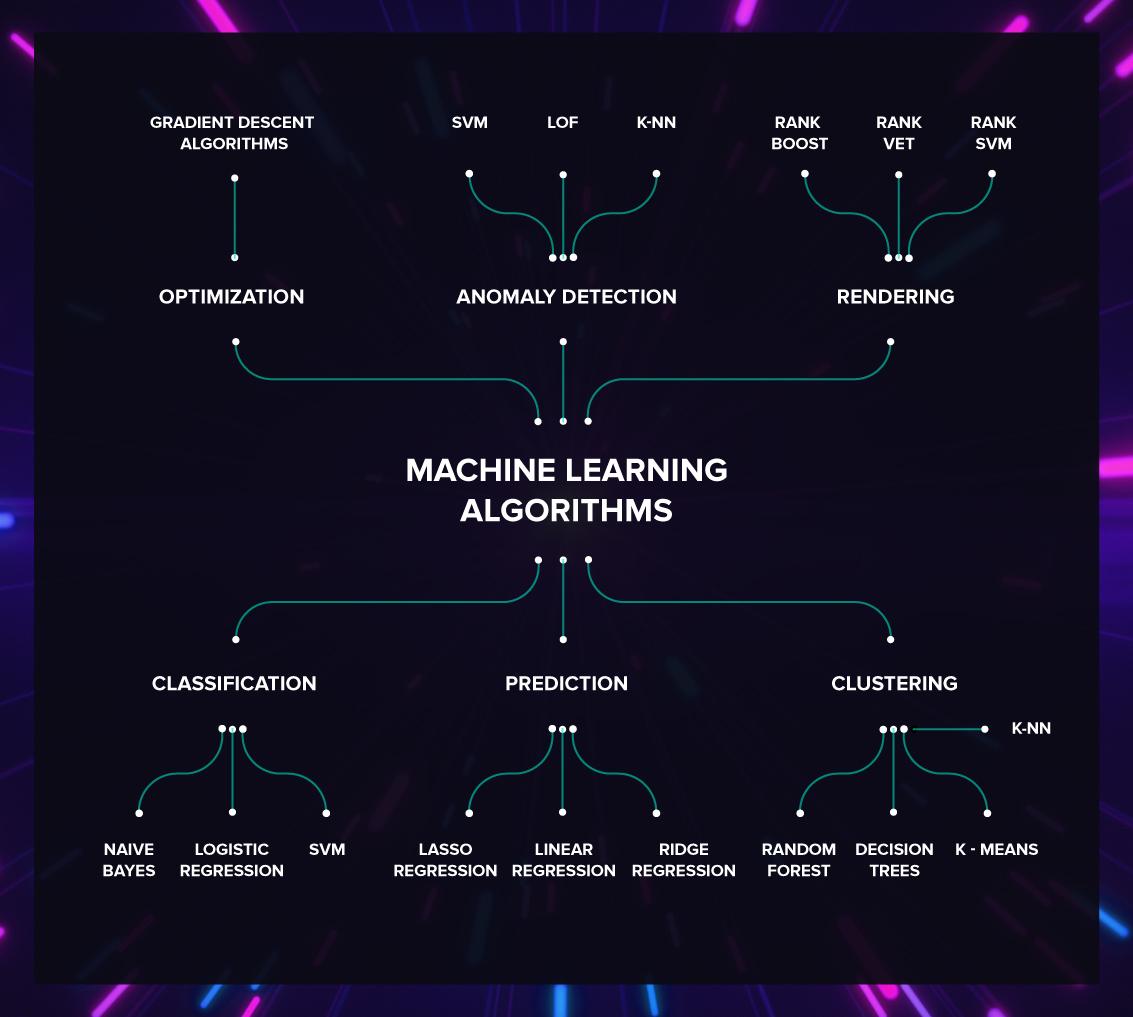 GRADIENT DESCENT
ALGORITHMS
SVM
LOF
K-NN
RANK
BOOST
RANK
VET
RANK
SVM
OPTIMIZATION
ANOMALY DETECTION
RENDERING
MACHINE LEARNING
ALGORITHMS
CLASSIFICATION
PREDICTION
CLUSTERING
K-NN
NAIVE
BAYES
LOGISTIC
REGRESSION
SVM
LASSO
REGRESSION
LINEAR
REGRESSION
RIDGE
REGRESSION
RANDOM
FOREST
DECISION
TREES
K - MEANS